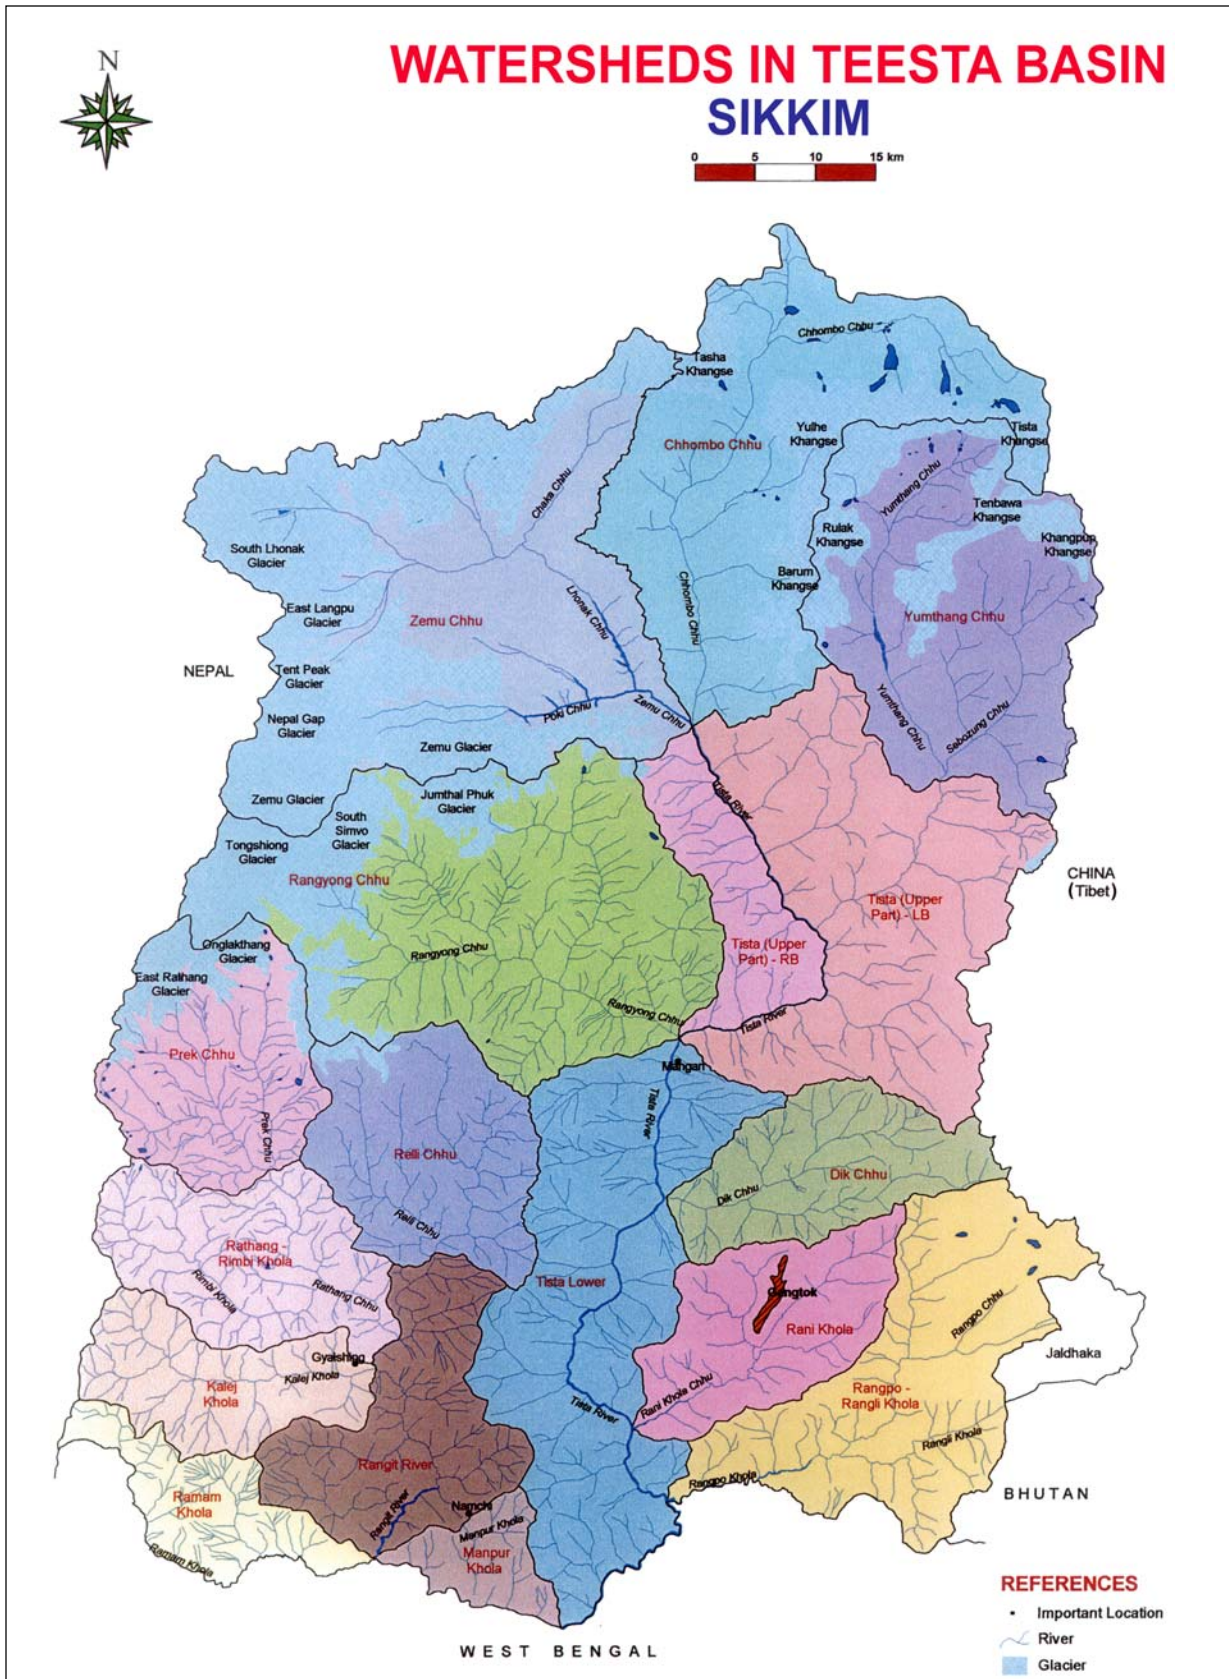 N
WATERSHEDS IN TEESTA BASIN
SIKKIM
0 5 10 15 km
Chhombo Chhu
Tasha
Khangse
Chhombo Chhu
Yulhe
Khangse
Tista
Khangse
Chaka Chhu
Yumthang Chhu
Tenbawa
Khangse
Rulak
Khangse
Khangpup
Khangse
South Lhonak
Glacier
Barum
Khangse
Chhombo Chhu
East Langpu
Glacier
Zemu Chhu
Lhonak Chhu
Yumthang Chhu
NEPAL
Tent Peak
Glacier
Nepal Gap
Glacier
Poki Chhu
Zemu Chhu
Yumthang Chhu
Sebozung Chhu
Zemu Glacier
Zemu Glacier
Jumthal Phuk
Glacier
South
Simvo
Glacier
Tista River
Tongshiong
Glacier
Rangyong Chhu
CHINA
(Tibet)
Tista (Upper
Part) - LB
Onglakthang
Glacier
Rangyong Chhu
Tista (Upper
Part) - RB
East Rathang
Glacier
Rangyong Chhu
Tista River
Prek Chhu
Mangan
Prek Chhu
Tista River
Relli Chhu
Dik Chhu
Dik Chhu
Relli Chhu
Rathang -
Rimbi Khola
Rimbi Khola
Rathang Chhu
Tista Lower
Gangtok
Rani Khola
Rangpo Chhu
Jaldhaka
Gyalshing
Kalej Khola
Kalej
Khola
Tista River
Rani Khola Chhu
Rangpo -
Rangli Khola
Rangli Khola
Rangit River
Rangpo Khola
Ramam
Khola
Rangit River
Namchi
Manpur Khola
BHUTAN
Ramam Khola
Manpur
Khola
WEST BENGAL
REFERENCES
Important Location
River
Glacier